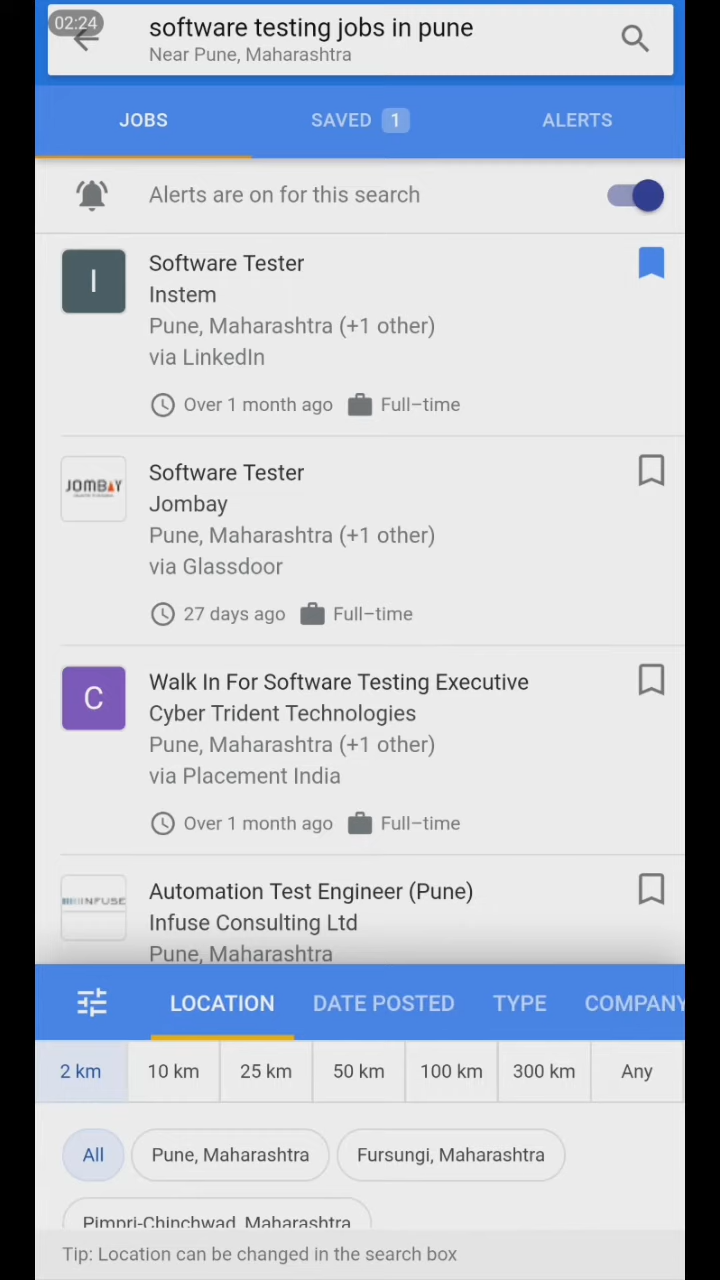 02:24
software testing jobs in pune
Near Pune, Maharashtra
JOBS SAVED 1 ALERTS
Alerts are on for this search
I
Software Tester
Instem
Pune, Maharashtra (+1 other)
via LinkedIn
Over 1 month ago Full-time
JOMBAY
Software Tester
Jombay
Pune, Maharashtra (+1 other)
via Glassdoor
27 days ago Full-time
C
Walk In For Software Testing Executive
Cyber Trident Technologies
Pune, Maharashtra (+1 other)
via Placement India
Over 1 month ago Full-time
INFUSE
Automation Test Engineer (Pune)
Infuse Consulting Ltd
Pune, Maharashtra
LOCATION DATE POSTED TYPE COMPANY
2 km 10 km 25 km 50 km 100 km 300 km Any
All Pune, Maharashtra Fursungi, Maharashtra
Pimpri-Chinchwad, Maharashtra
Tip: Location can be changed in the search box